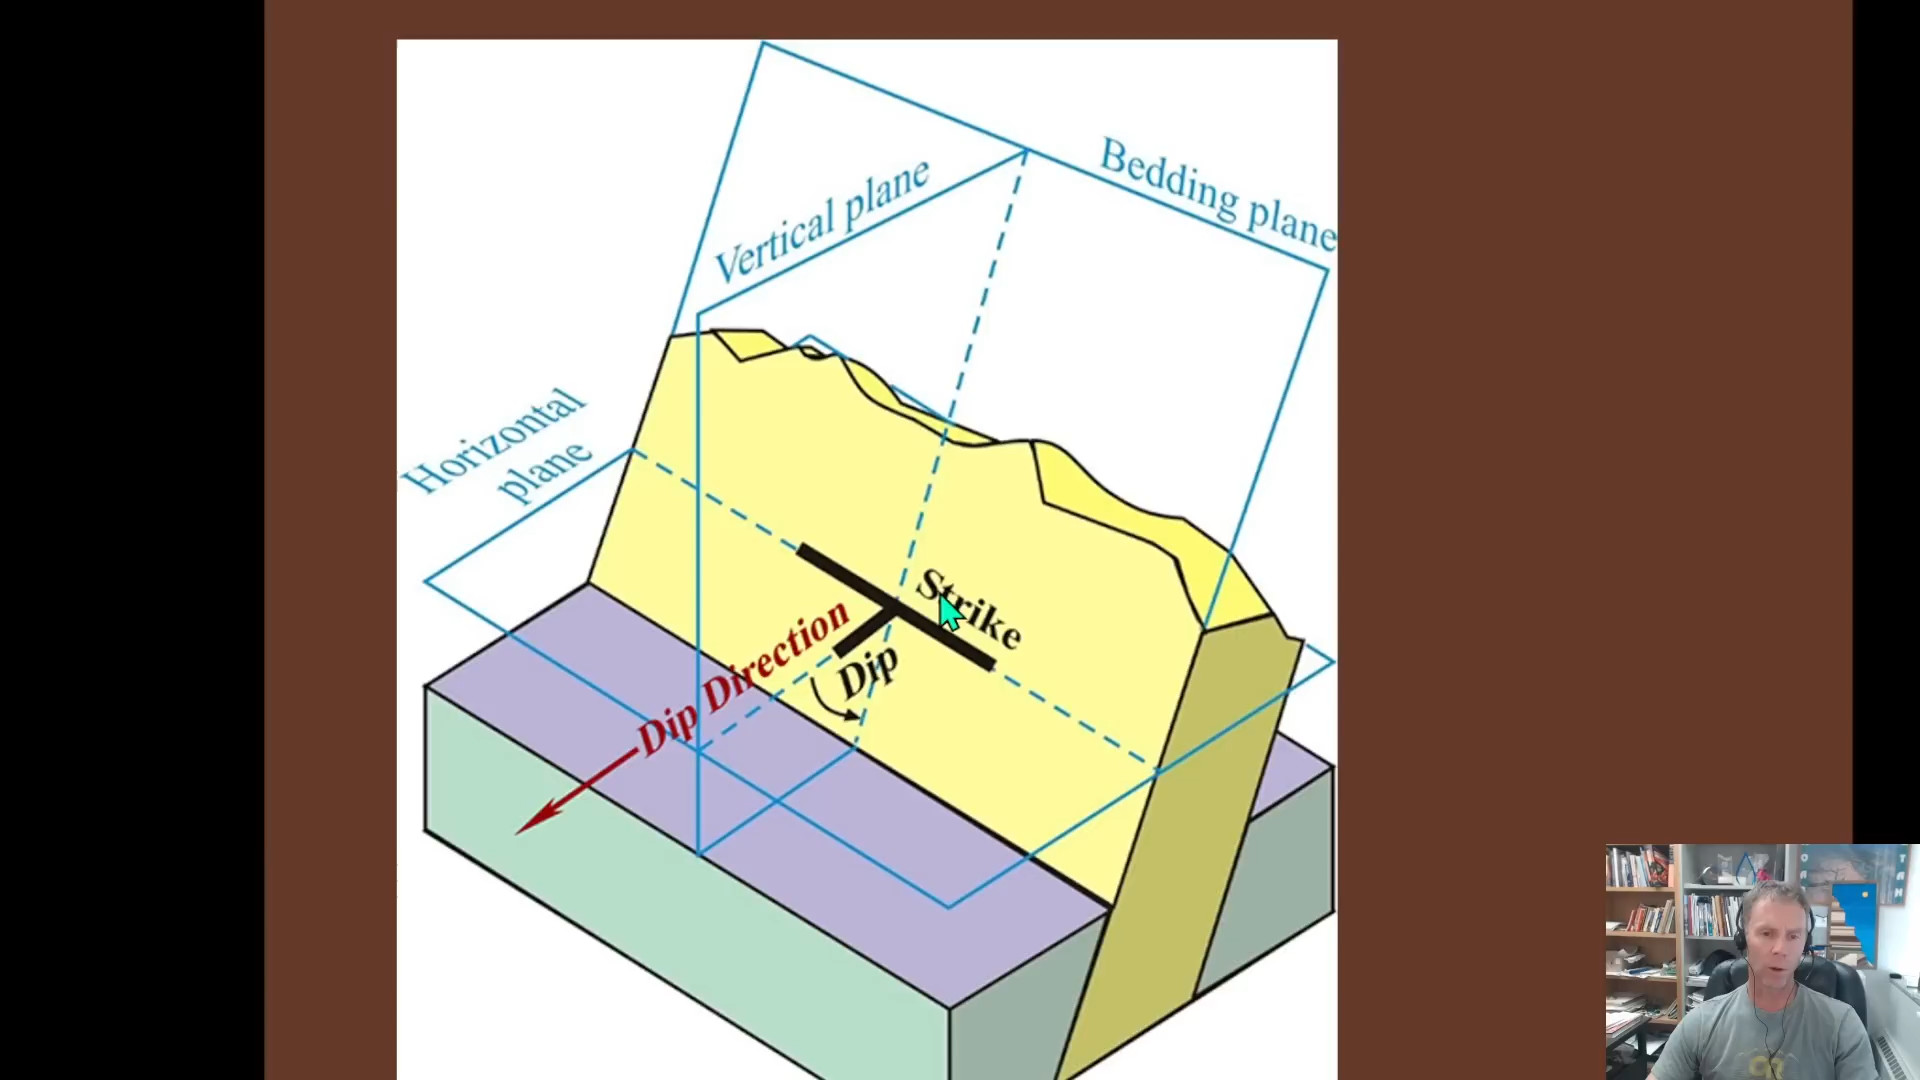 Bedding plane
Vertical plane
Horizontal
plane
Strike
Dip Direction
Dip